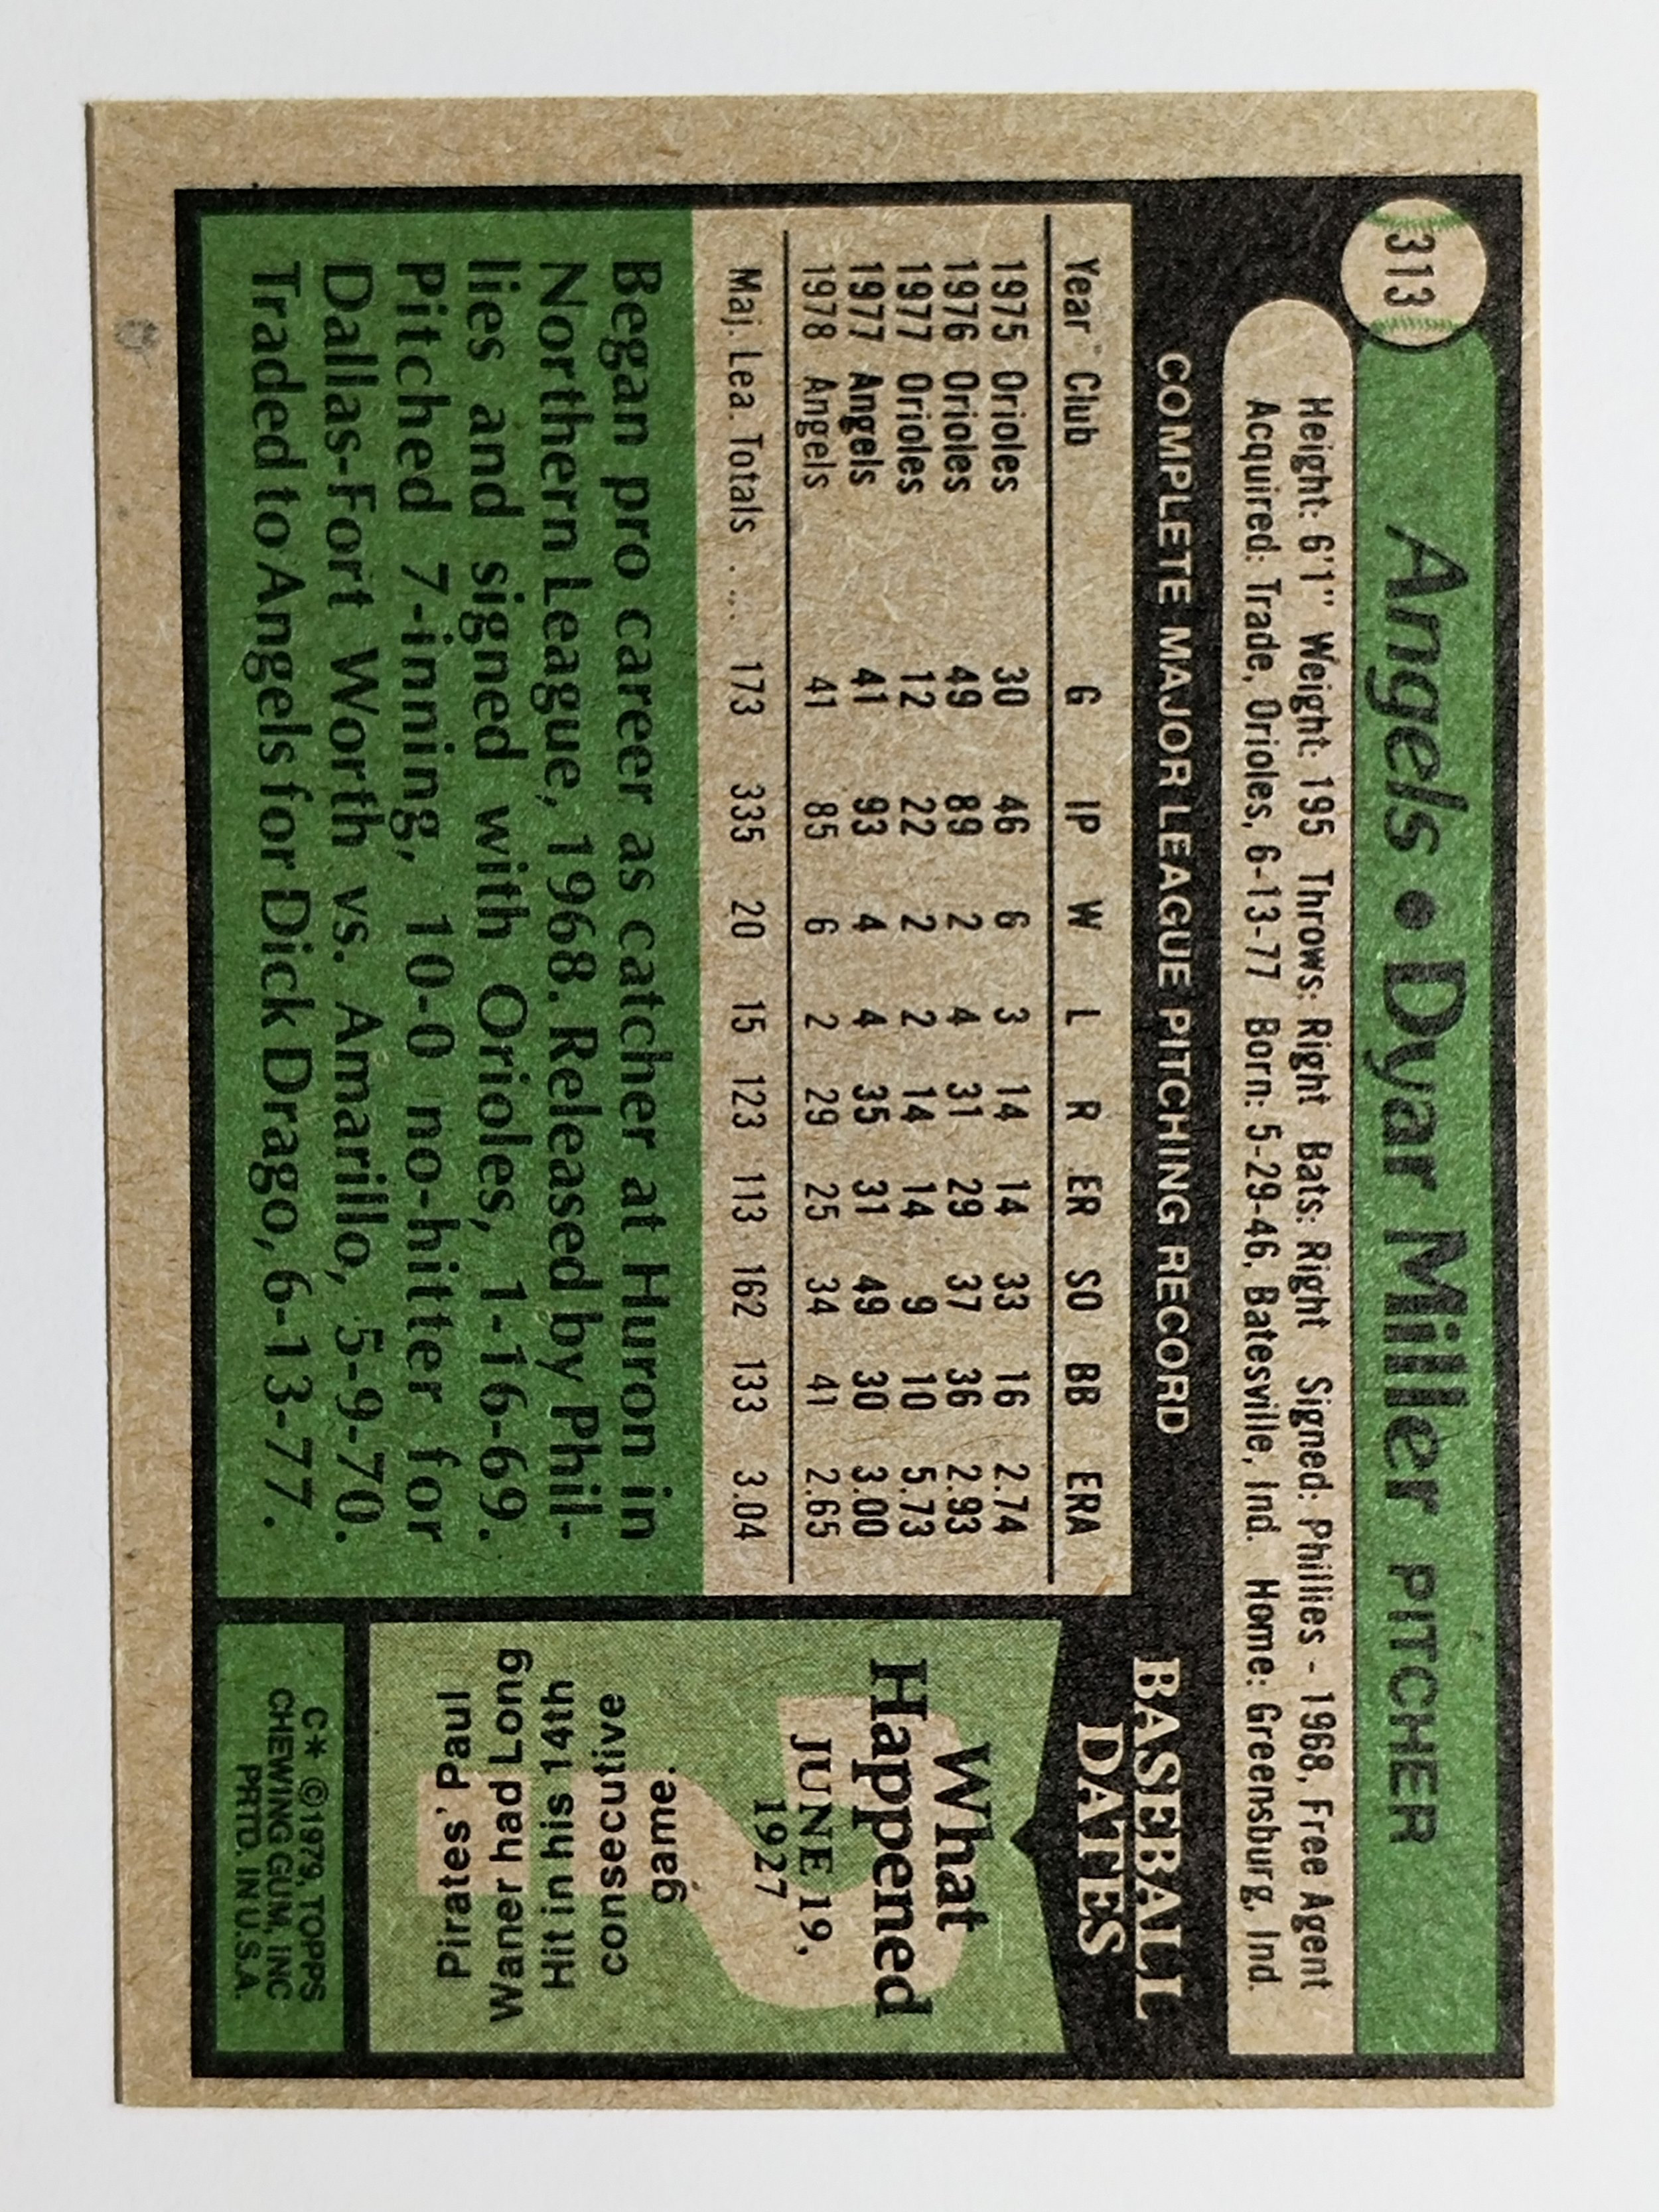 313
Angels • Dyar Miller PITCHER
Height: 6'1" Weight: 195 Throws: Right Bats: Right Signed: Phillies - 1968, Free Agent
Acquired: Trade, Orioles, 6-13-77 Born: 5-29-46, Batesville, Ind. Home: Greensburg, Ind
COMPLETE MAJOR LEAGUE PITCHING RECORD
Year Club G IP W L R ER SO BB ERA
1975 Orioles 30 46 6 3 14 14 33 16 2.74
1976 Orioles 49 89 2 4 31 29 37 36 2.93
1977 Orioles 12 22 2 2 14 14 9 10 5.73
1977 Angels 41 93 4 4 35 31 49 30 3.00
1978 Angels 41 85 6 2 29 25 34 41 2.65
Maj. Lea. Totals .... 173 335 20 15 123 113 162 133 3.04
Began pro career as catcher at Huron in
Northern League, 1968. Released by Phil-
lies and signed with Orioles, 1-16-69.
Pitched 7-inning, 10-0 no-hitter for
Dallas-Fort Worth vs. Amarillo, 5-9-70.
Traded to Angels for Dick Drago, 6-13-77.
BASEBALL
DATES
What
Happened
JUNE 19,
1927
Pirates' Paul
Waner had Long
Hit in his 14th
consecutive
game.
C* ©1979, TOPPS
CHEWING GUM, INC
PRTD. IN U.S.A.